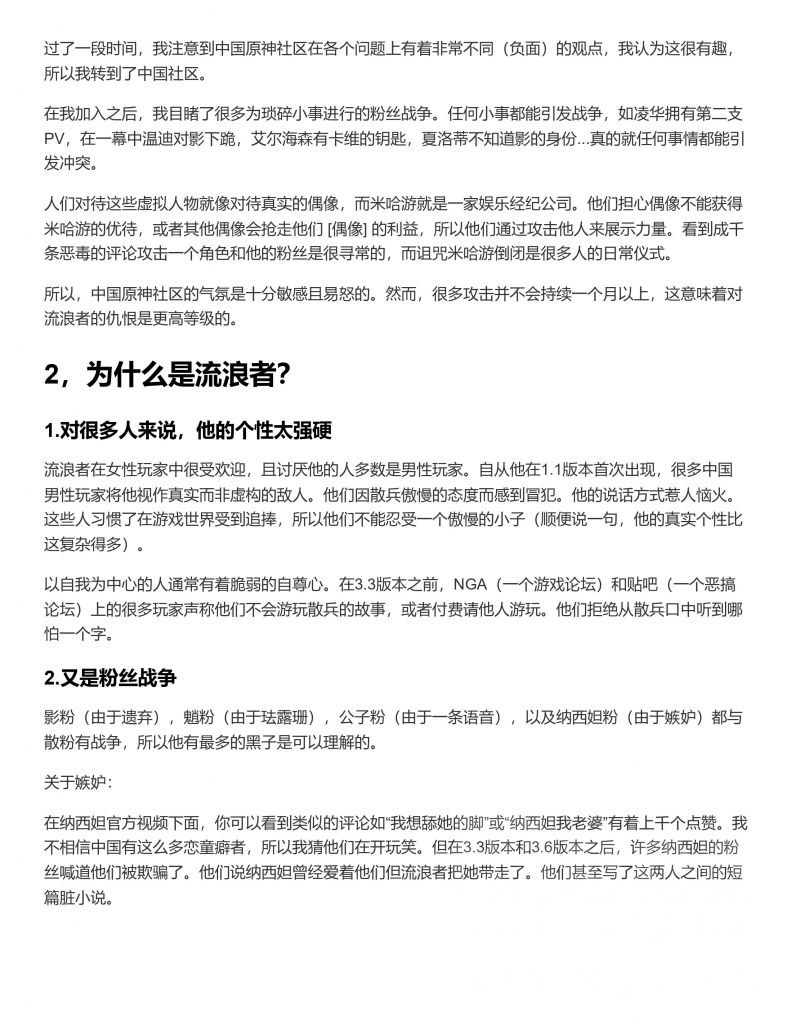 过了一段时间，我注意到中国原神社区在各个问题上有着非常不同（负面）的观点，我认为这很有趣，
所以我转到了中国社区。
在我加入之后，我目睹了很多为琐碎小事进行的粉丝战争。任何小事都能引发战争，如凌华拥有第二支
PV，在一幕中温迪对影下跪，艾尔海森有卡维的钥匙，夏洛蒂不知道影的身份...真的就任何事情都能引
发冲突。
人们对待这些虚拟人物就像对待真实的偶像，而米哈游就是一家娱乐经纪公司。他们担心偶像不能获得
米哈游的优待，或者其他偶像会抢走他们 [偶像] 的利益，所以他们通过攻击他人来展示力量。看到成千
条恶毒的评论攻击一个角色和他的粉丝是很寻常的，而诅咒米哈游倒闭是很多人的日常仪式。
所以，中国原神社区的气氛是十分敏感且易怒的。然而，很多攻击并不会持续一个月以上，这意味着对
流浪者的仇恨是更高等级的。
2，为什么是流浪者？
1.对很多人来说，他的个性太强硬
流浪者在女性玩家中很受欢迎，且讨厌他的人多数是男性玩家。自从他在1.1版本首次出现，很多中国
男性玩家将他视作真实而非虚构的敌人。他们因散兵傲慢的态度而感到冒犯。他的说话方式惹人恼火。
这些人习惯了在游戏世界受到追捧，所以他们不能忍受一个傲慢的小子（顺便说一句，他的真实个性比
这复杂得多）。
以自我为中心的人通常有着脆弱的自尊心。在3.3版本之前，NGA（一个游戏论坛）和贴吧（一个恶搞
论坛）上的很多玩家声称他们不会游玩散兵的故事，或者付费请他人游玩。他们拒绝从散兵口中听到哪
怕一个字。
2.又是粉丝战争
影粉（由于遗弃），魈粉（由于珐露珊），公子粉（由于一条语音），以及纳西妲粉（由于嫉妒）都与
散粉有战争，所以他有最多的黑子是可以理解的。
关于嫉妒：
在纳西妲官方视频下面，你可以看到类似的评论如“我想舔她的脚”或“纳西妲我老婆”有着上千个点赞。我
不相信中国有这么多恋童癖者，所以我猜他们在开玩笑。但在3.3版本和3.6版本之后，许多纳西妲的粉
丝喊道他们被欺骗了。他们说纳西妲曾经爱着他们但流浪者把她带走了。他们甚至写了这两人之间的短
篇脏小说。